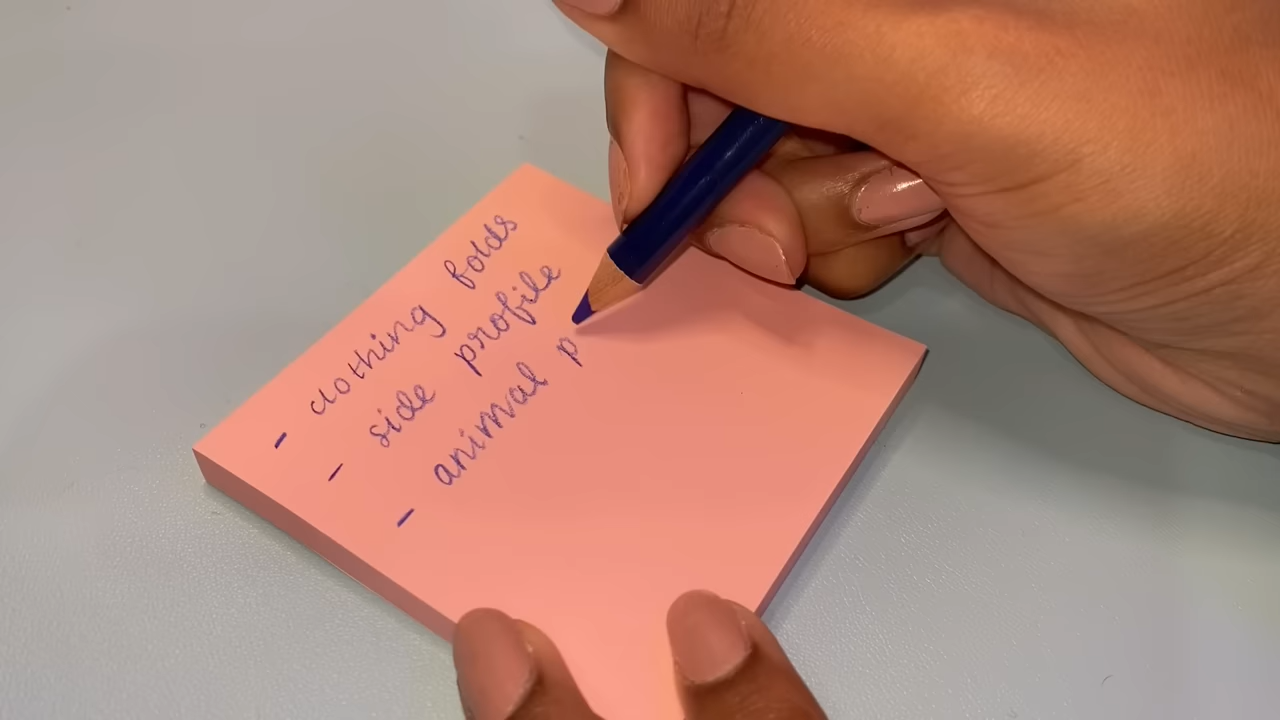 - clothing folds
- side profile
- animal p